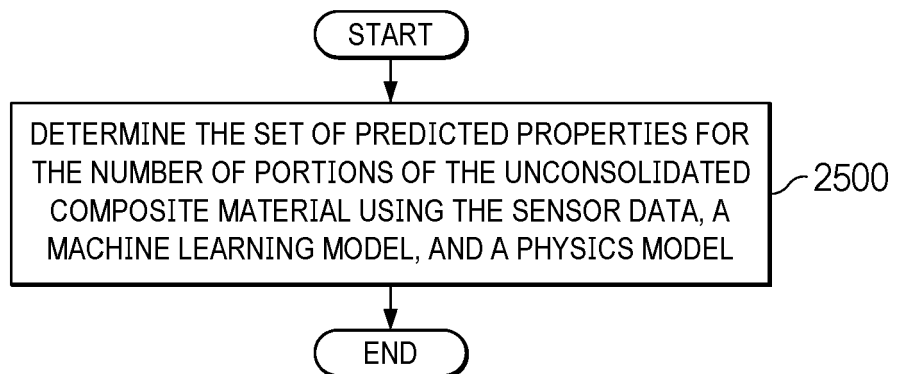 START
DETERMINE THE SET OF PREDICTED PROPERTIES FOR
THE NUMBER OF PORTIONS OF THE UNCONSOLIDATED
COMPOSITE MATERIAL USING THE SENSOR DATA, A
MACHINE LEARNING MODEL, AND A PHYSICS MODEL
2500
END